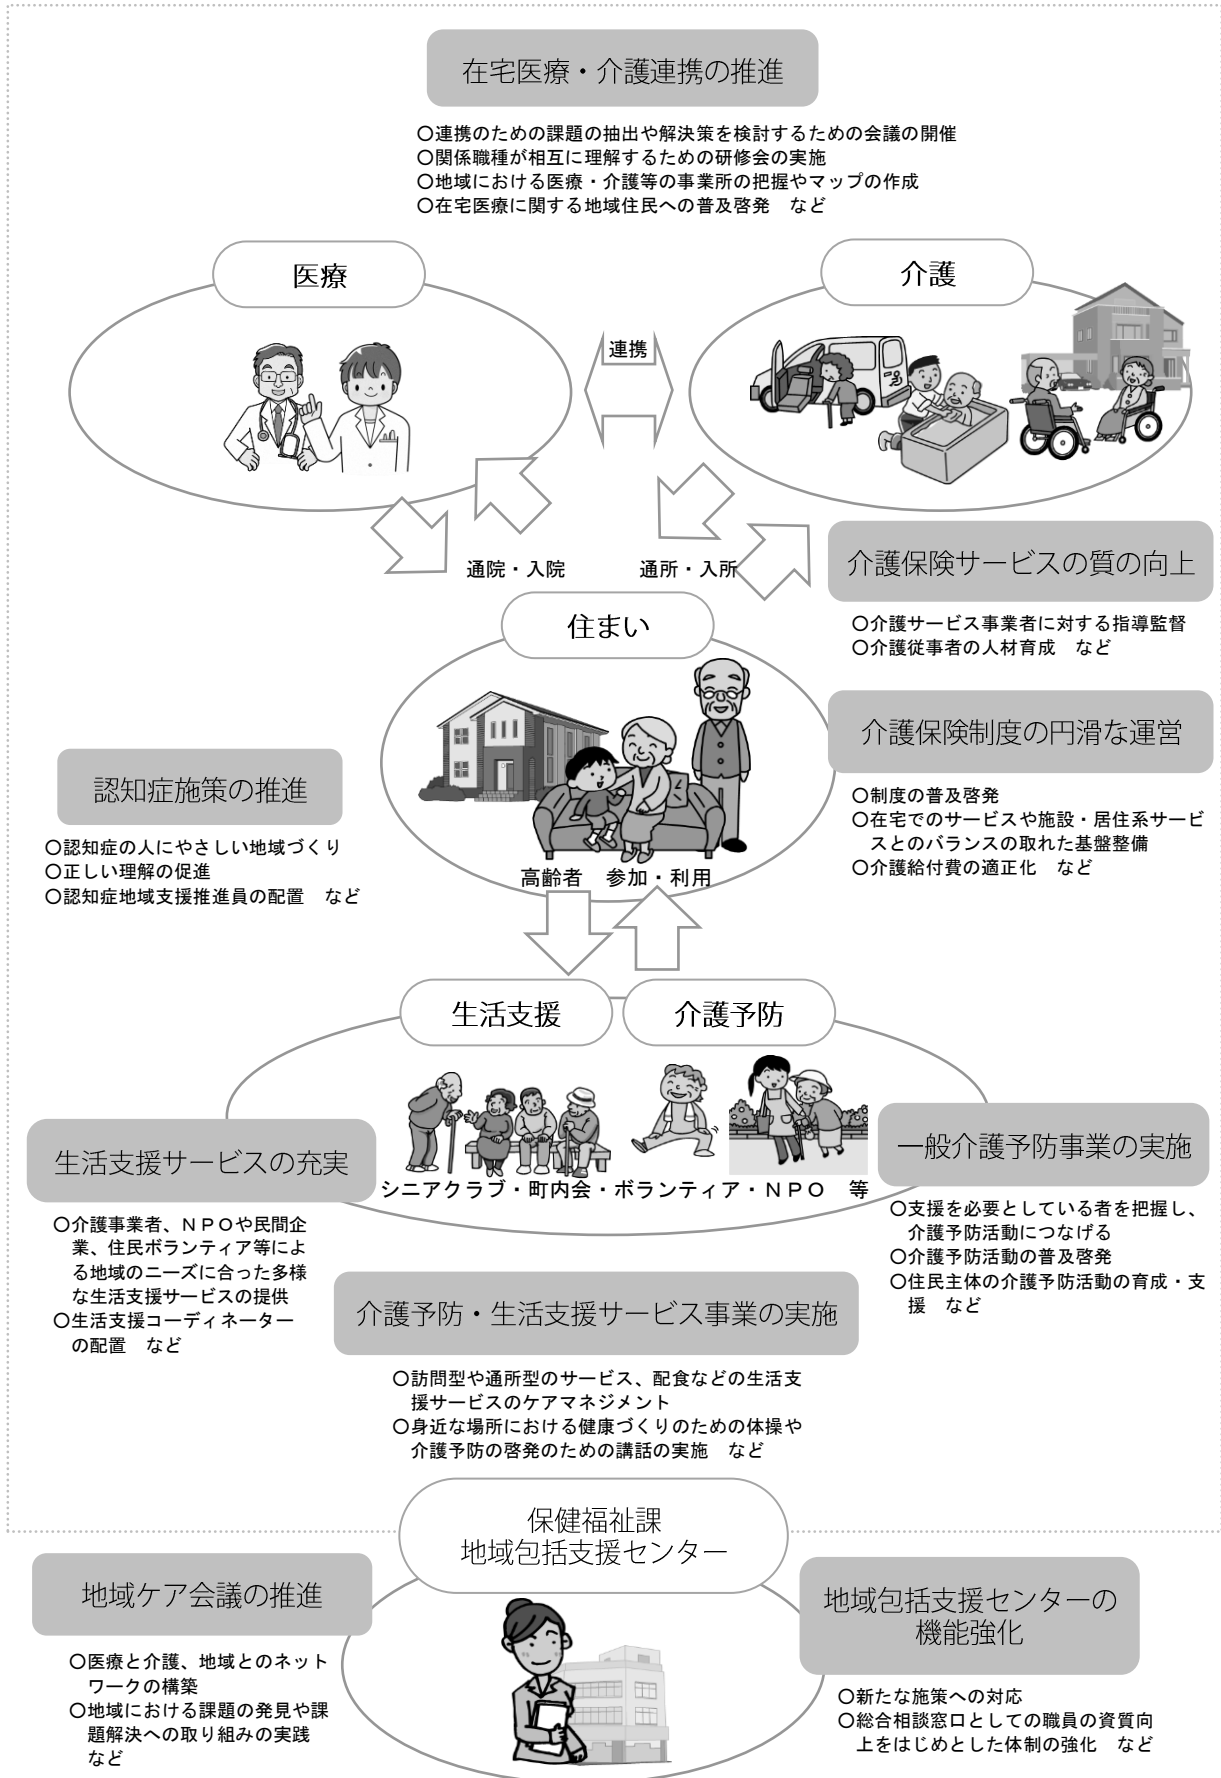 在宅医療・介護連携の推進
○連携のための課題の抽出や解決策を検討するための会議の開催
○関係職種が相互に理解するための研修会の実施
○地域における医療・介護等の事業所の把握やマップの作成
○在宅医療に関する地域住民への普及啓発　など
医療
介護
連携
通院・入院
通所・入所
介護保険サービスの質の向上
○介護サービス事業者に対する指導監督
○介護従事者の人材育成　など
住まい
介護保険制度の円滑な運営
○制度の普及啓発
○在宅でのサービスや施設・居住系サービ
スとのバランスの取れた基盤整備
○介護給付費の適正化　など
認知症施策の推進
○認知症の人にやさしい地域づくり
○正しい理解の促進
○認知症地域支援推進員の配置　など
高齢者　参加・利用
生活支援
介護予防
シニアクラブ・町内会・ボランティア・ＮＰＯ　等
生活支援サービスの充実
○介護事業者、ＮＰＯや民間企
業、住民ボランティア等によ
る地域のニーズに合った多様
な生活支援サービスの提供
○生活支援コーディネーター
の配置　など
一般介護予防事業の実施
○支援を必要としている者を把握し、
介護予防活動につなげる
○介護予防活動の普及啓発
○住民主体の介護予防活動の育成・支
援　など
介護予防・生活支援サービス事業の実施
○訪問型や通所型のサービス、配食などの生活支
援サービスのケアマネジメント
○身近な場所における健康づくりのための体操や
介護予防の啓発のための講話の実施　など
保健福祉課
地域包括支援センター
地域ケア会議の推進
○医療と介護、地域とのネット
ワークの構築
○地域における課題の発見や課
題解決への取り組みの実践
など
地域包括支援センターの
機能強化
○新たな施策への対応
○総合相談窓口としての職員の資質向
上をはじめとした体制の強化　など